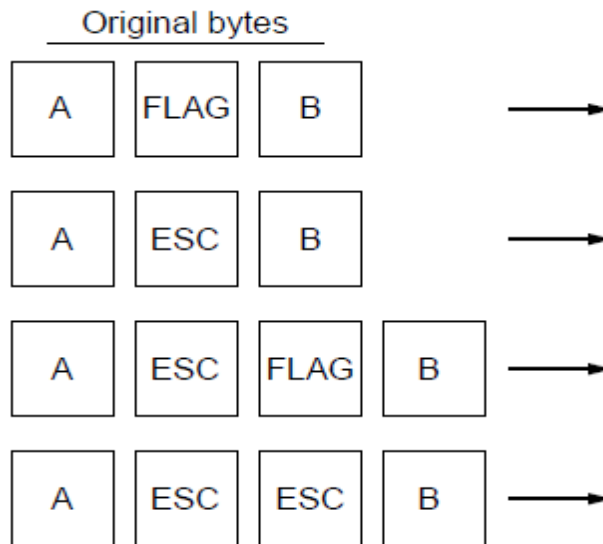 Original bytes
A FLAG B
A ESC B
A ESC FLAG B
A ESC ESC B